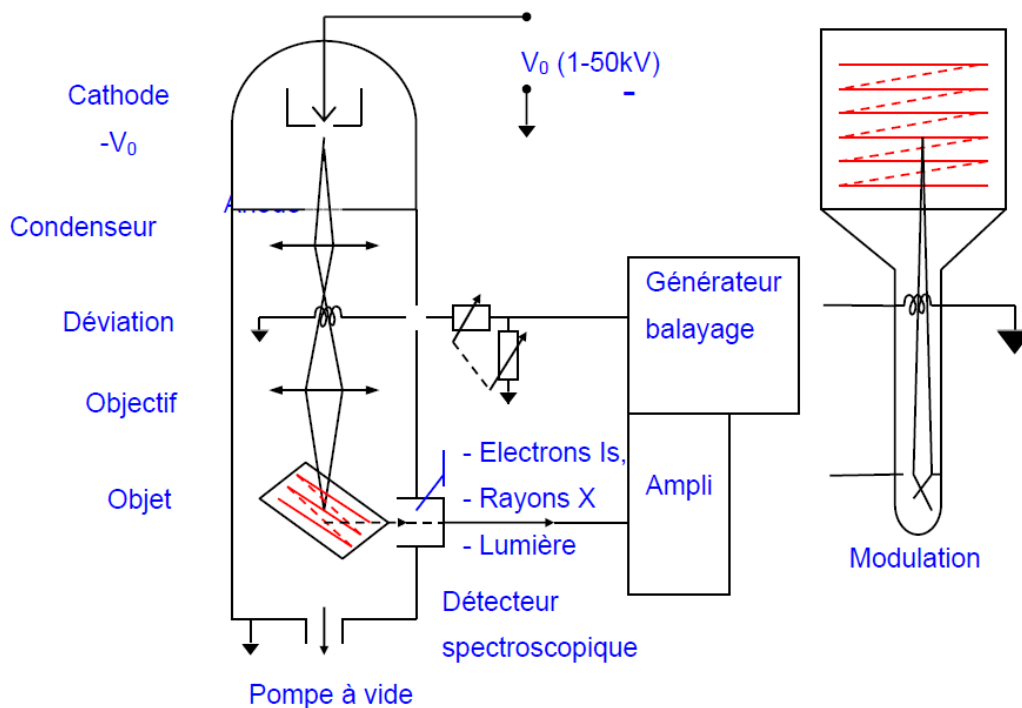 V₀ (1-50kV)
-
Cathode
-V₀
Condenseur
Déviation
Objectif
Objet
Générateur
balayage
- Electrons Is,
- Rayons X
- Lumière
Ampli
Modulation
Détecteur
spectroscopique
Pompe à vide